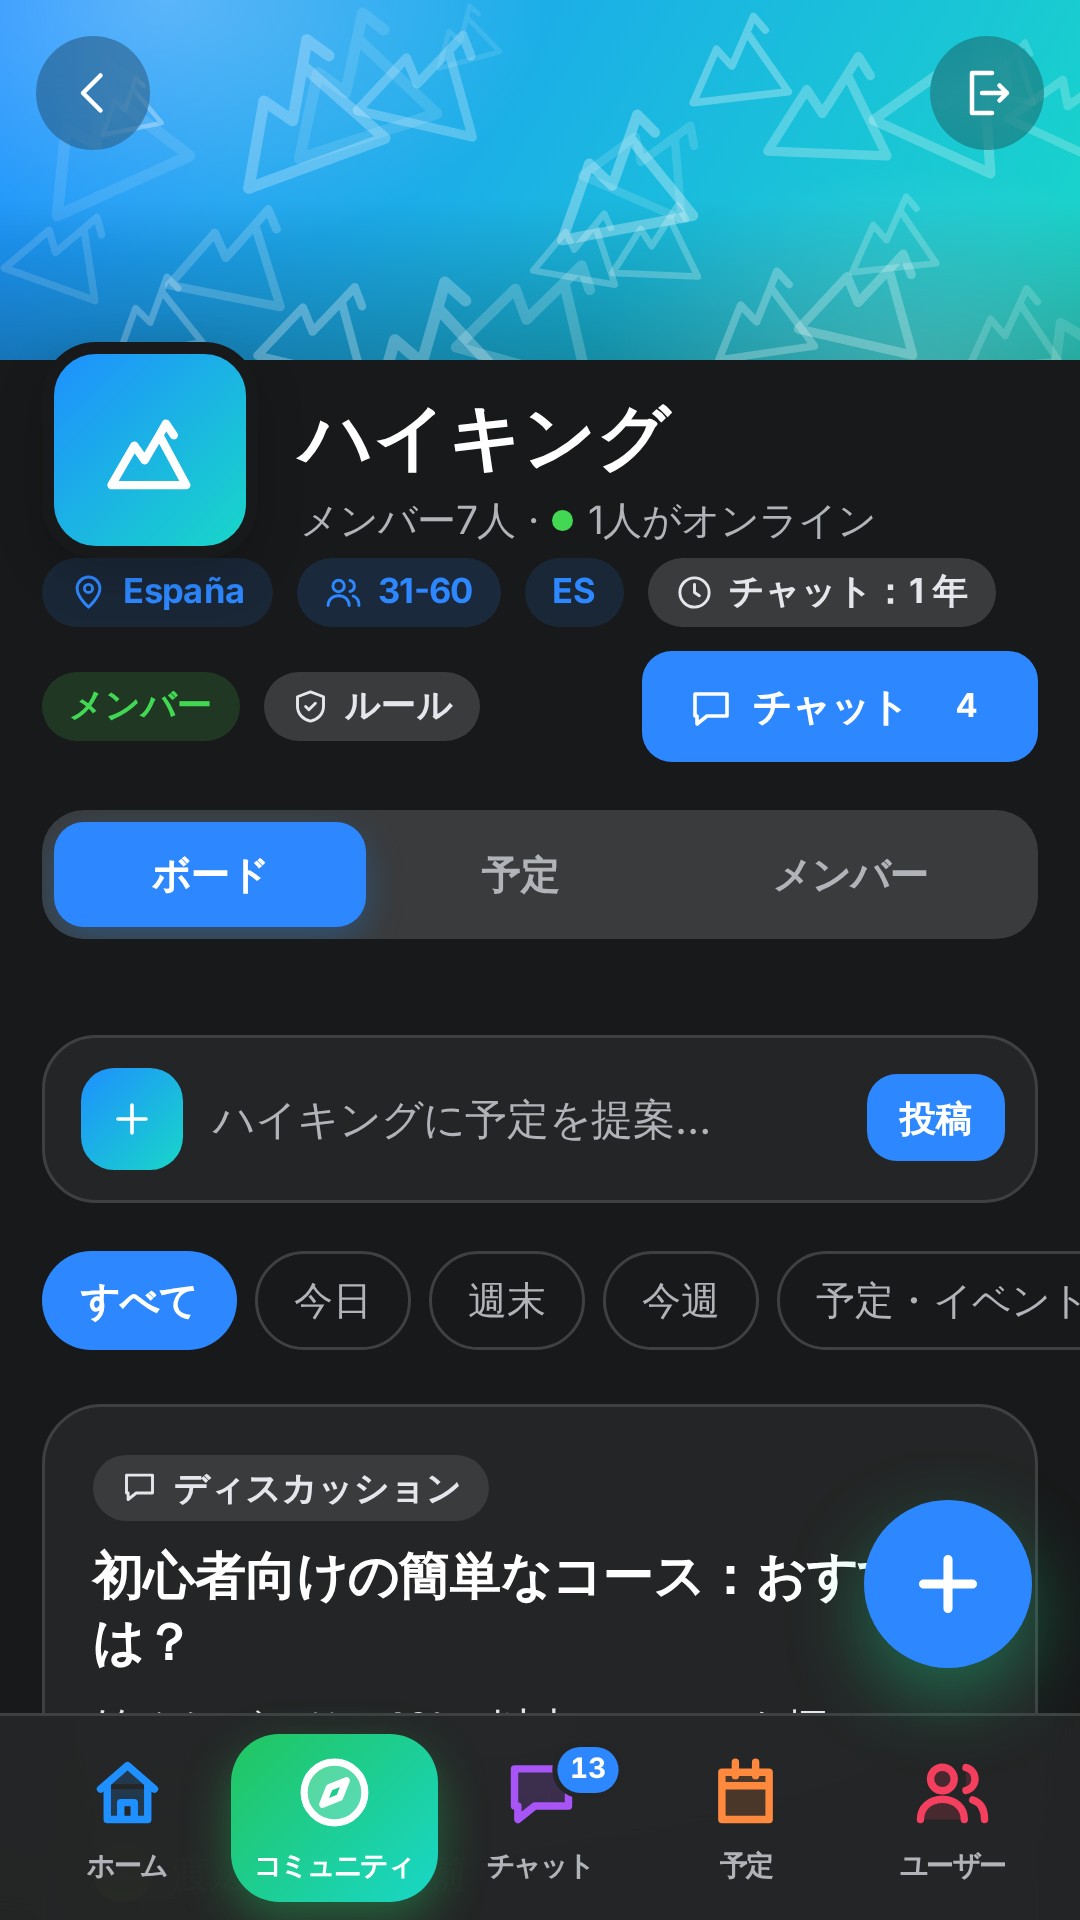 ハイキング
メンバー7人 · 1人がオンライン
España
31-60
ES
チャット：1 年
メンバー
ルール
チャット 4
ボード
予定
メンバー
ハイキングに予定を提案...
投稿
すべて
今日
週末
今週
予定・イベント
ディスカッション
初心者向けの簡単なコース：おす
は？
13
ホーム
コミュニティ
チャット
予定
ユーザー